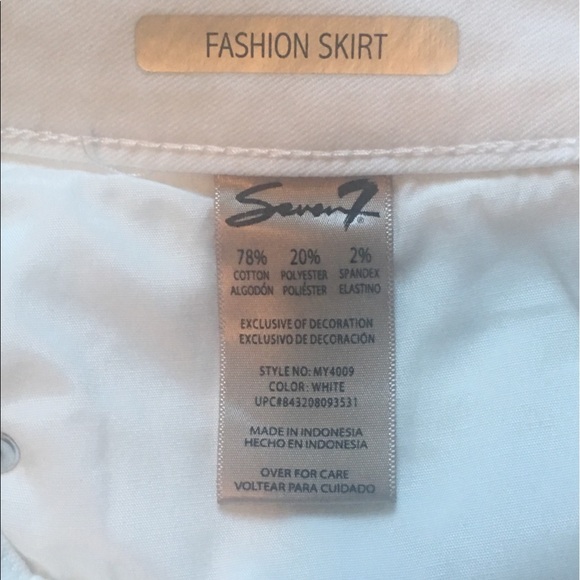 FASHION SKIRT
Seven7®
78% 20% 2%
COTTON POLYESTER SPANDEX
ALGODÓN POLIÉSTER ELASTINO
EXCLUSIVE OF DECORATION
EXCLUSIVO DE DECORACIÓN
STYLE NO: MY4009
COLOR: WHITE
UPC#843208093531
MADE IN INDONESIA
HECHO EN INDONESIA
OVER FOR CARE
VOLTEAR PARA CUIDADO